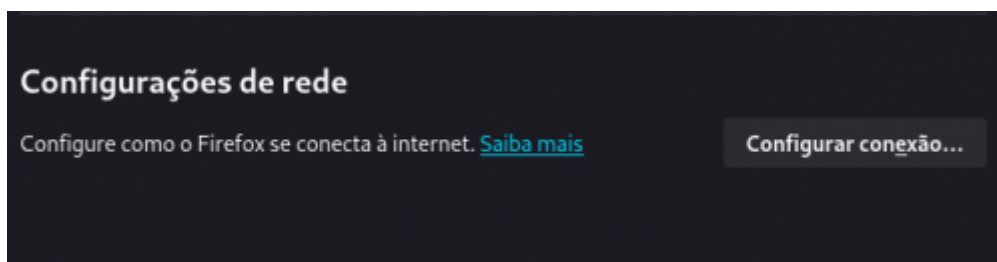 Configurações de rede
Configure como o Firefox se conecta à internet. Saiba mais
Configurar conexão...